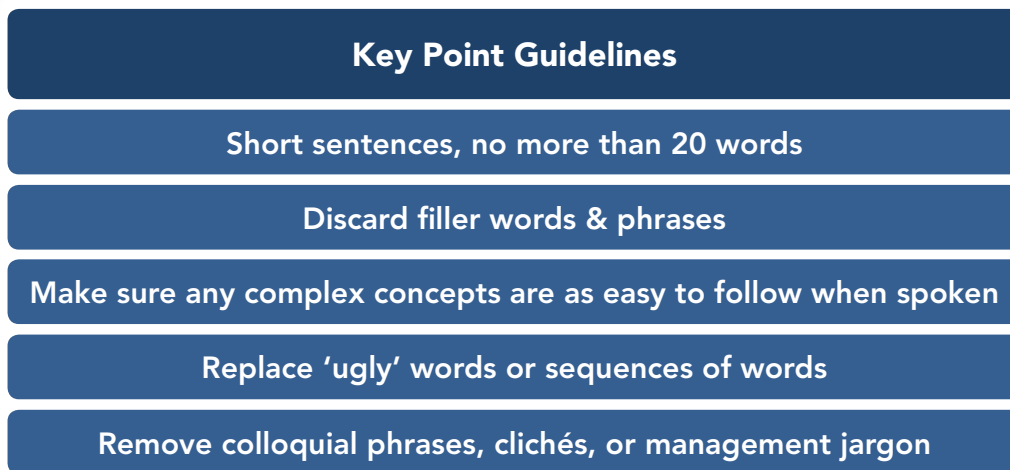 Key Point Guidelines
Short sentences, no more than 20 words
Discard filler words & phrases
Make sure any complex concepts are as easy to follow when spoken
Replace ‘ugly’ words or sequences of words
Remove colloquial phrases, clichés, or management jargon